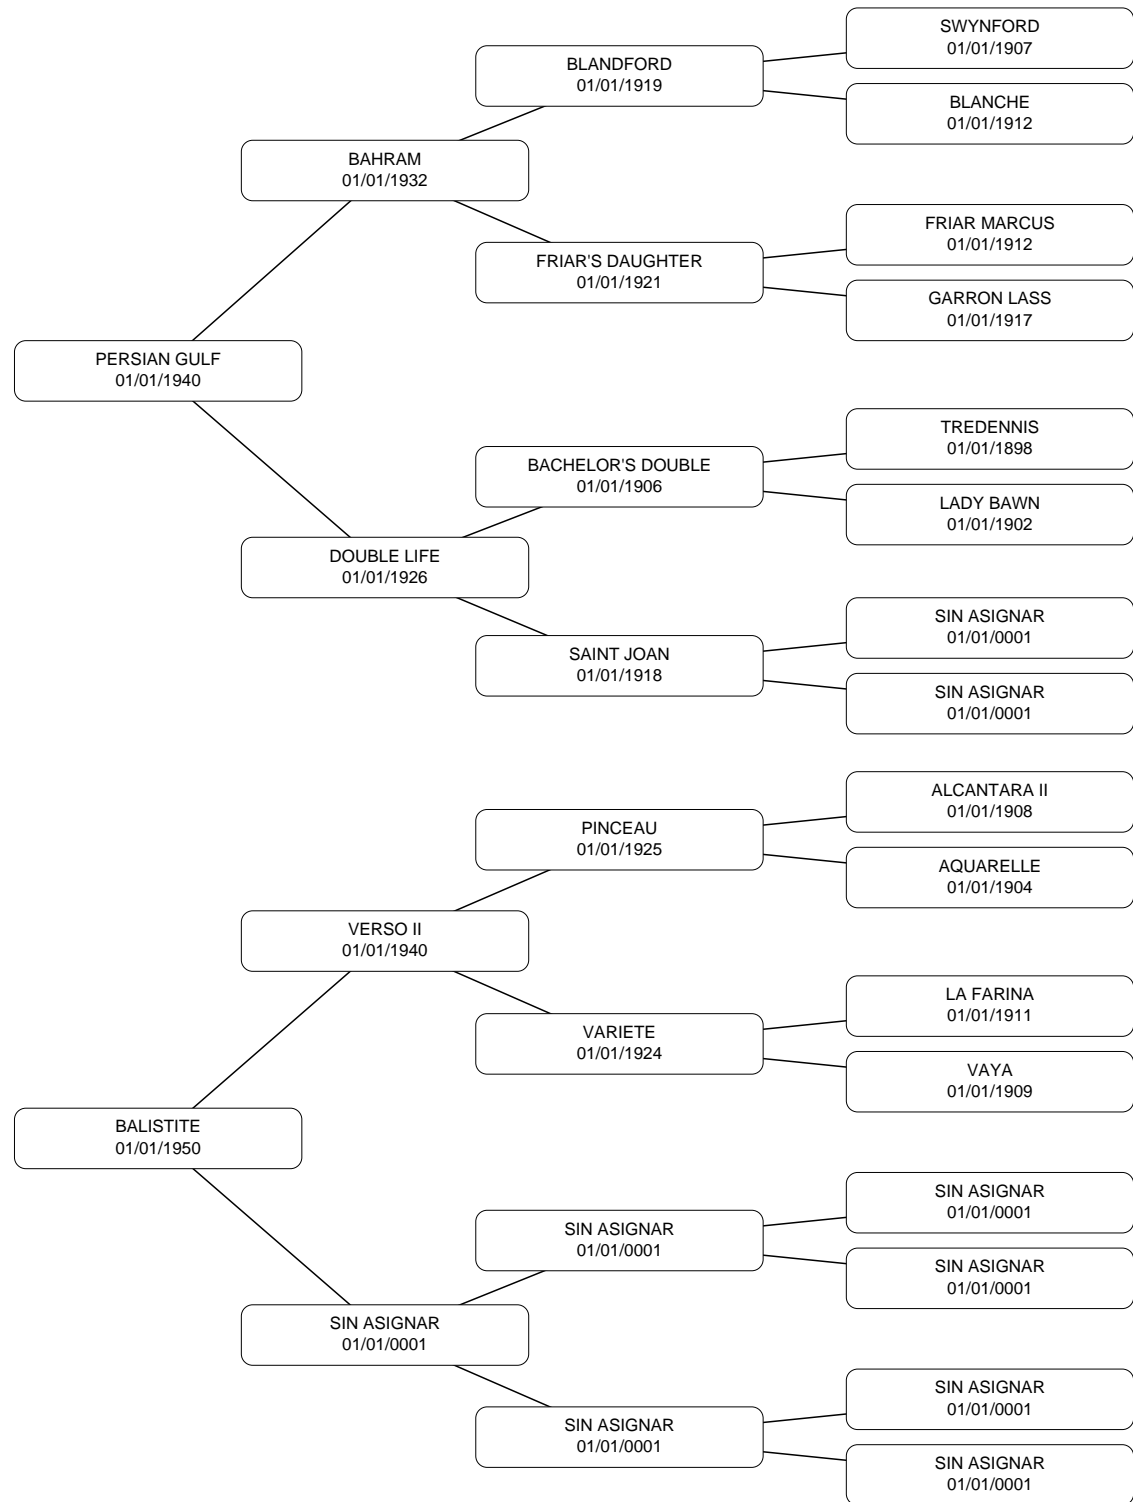 SWYNFORD
01/01/1907
BLANDFORD
01/01/1919
BLANCHE
01/01/1912
BAHRAM
01/01/1932
FRIAR MARCUS
01/01/1912
FRIAR'S DAUGHTER
01/01/1921
GARRON LASS
01/01/1917
PERSIAN GULF
01/01/1940
TREDENNIS
01/01/1898
BACHELOR'S DOUBLE
01/01/1906
LADY BAWN
01/01/1902
DOUBLE LIFE
01/01/1926
SIN ASIGNAR
01/01/0001
SAINT JOAN
01/01/1918
SIN ASIGNAR
01/01/0001
ALCANTARA II
01/01/1908
PINCEAU
01/01/1925
AQUARELLE
01/01/1904
VERSO II
01/01/1940
LA FARINA
01/01/1911
VARIETE
01/01/1924
VAYA
01/01/1909
BALISTITE
01/01/1950
SIN ASIGNAR
01/01/0001
SIN ASIGNAR
01/01/0001
SIN ASIGNAR
01/01/0001
SIN ASIGNAR
01/01/0001
SIN ASIGNAR
01/01/0001
SIN ASIGNAR
01/01/0001
SIN ASIGNAR
01/01/0001